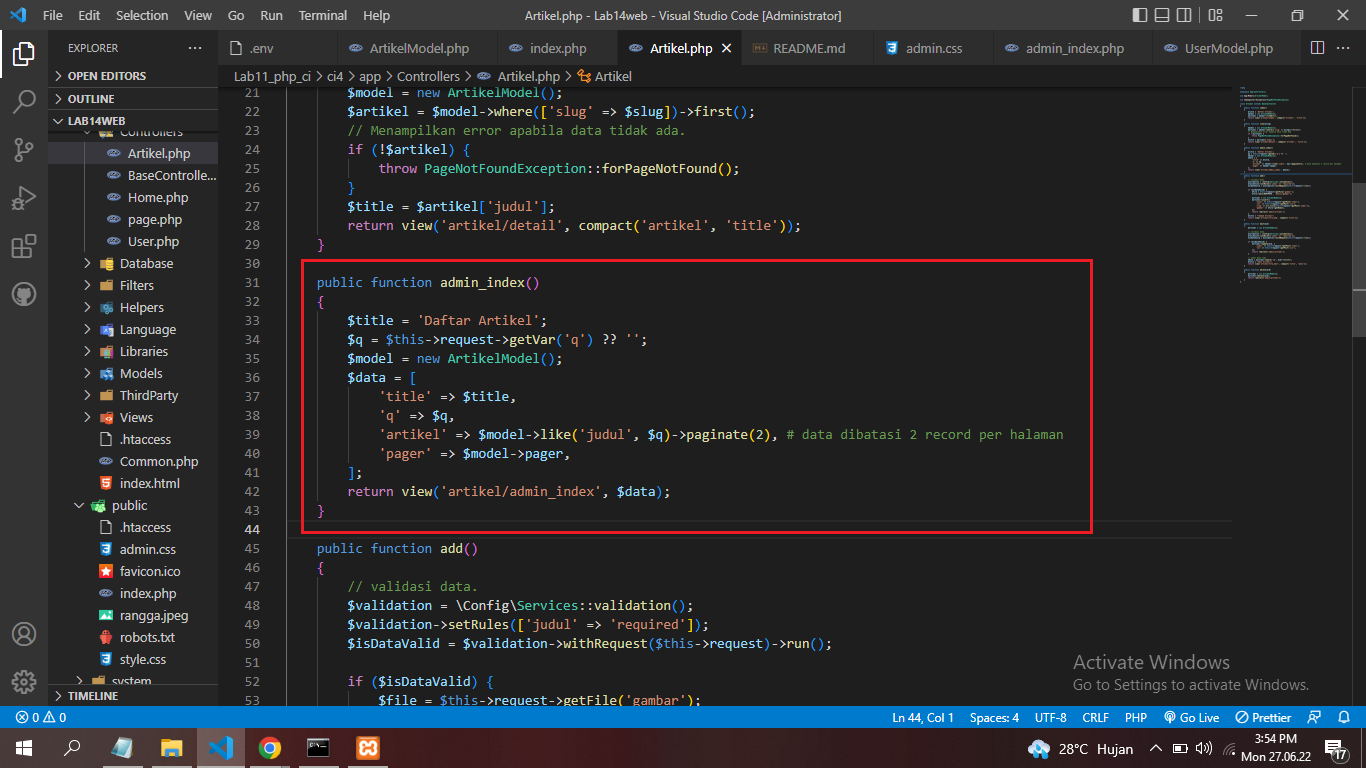 File Edit Selection View Go Run Terminal Help Artikel.php - Lab14web - Visual Studio Code [Administrator]
EXPLORER ···
.env ArtikelModel.php index.php Artikel.php README.md admin.css admin_index.php UserModel.php ···
OPEN EDITORS
OUTLINE
LAB14WEB
Controllers
Artikel.php
BaseControlle...
Home.php
page.php
User.php
Database
Filters
Helpers
Language
Libraries
Models
ThirdParty
Views
.htaccess
Common.php
index.html
public
.htaccess
admin.css
favicon.ico
index.php
rangga.jpeg
robots.txt
style.css
system
TIMELINE
Lab11_php_ci > ci4 > app > Controllers > Artikel.php > Artikel
21 $model = new ArtikelModel();
22 $artikel = $model->where(['slug' => $slug])->first();
23 // Menampilkan error apabila data tidak ada.
24 if (!$artikel) {
25 throw PageNotFoundException::forPageNotFound();
26 }
27 $title = $artikel['judul'];
28 return view('artikel/detail', compact('artikel', 'title'));
29 }
30
31 public function admin_index()
32 {
33 $title = 'Daftar Artikel';
34 $q = $this->request->getVar('q') ?? '';
35 $model = new ArtikelModel();
36 $data = [
37 'title' => $title,
38 'q' => $q,
39 'artikel' => $model->like('judul', $q)->paginate(2), # data dibatasi 2 record per halaman
40 'pager' => $model->pager,
41 ];
42 return view('artikel/admin_index', $data);
43 }
44
45 public function add()
46 {
47 // validasi data.
48 $validation = \Config\Services::validation();
49 $validation->setRules(['judul' => 'required']);
50 $isDataValid = $validation->withRequest($this->request)->run();
51
52 if ($isDataValid) {
53 $file = $this->request->getFile('gambar');
Activate Windows
Go to Settings to activate Windows.
0 0 Ln 44, Col 1 Spaces: 4 UTF-8 CRLF PHP Go Live Prettier
28°C Hujan 3:54 PM
Mon 27.06.22 17